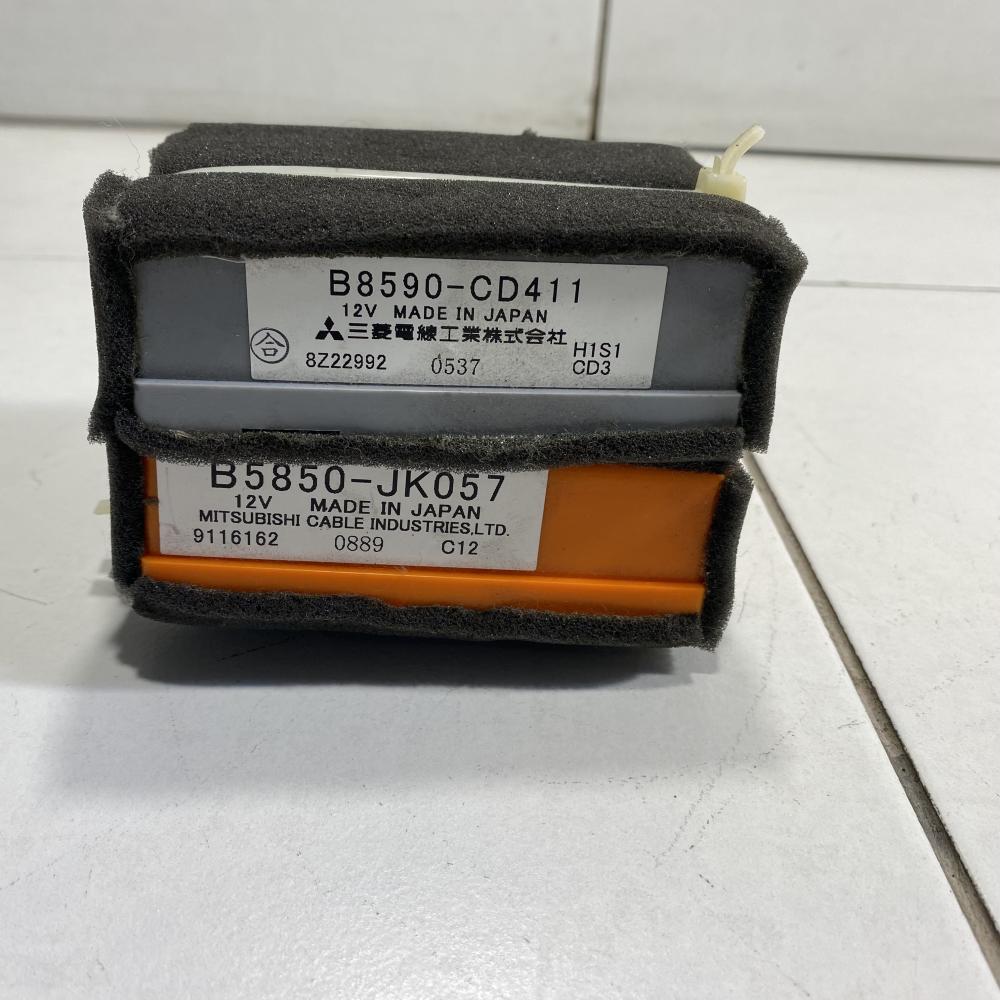 B8590-CD411
12V MADE IN JAPAN
三菱電線工業株式会社
合 8Z22992 0537 H1S1
CD3
B5850-JK057
12V MADE IN JAPAN
MITSUBISHI CABLE INDUSTRIES,LTD.
9116162 0889 C12